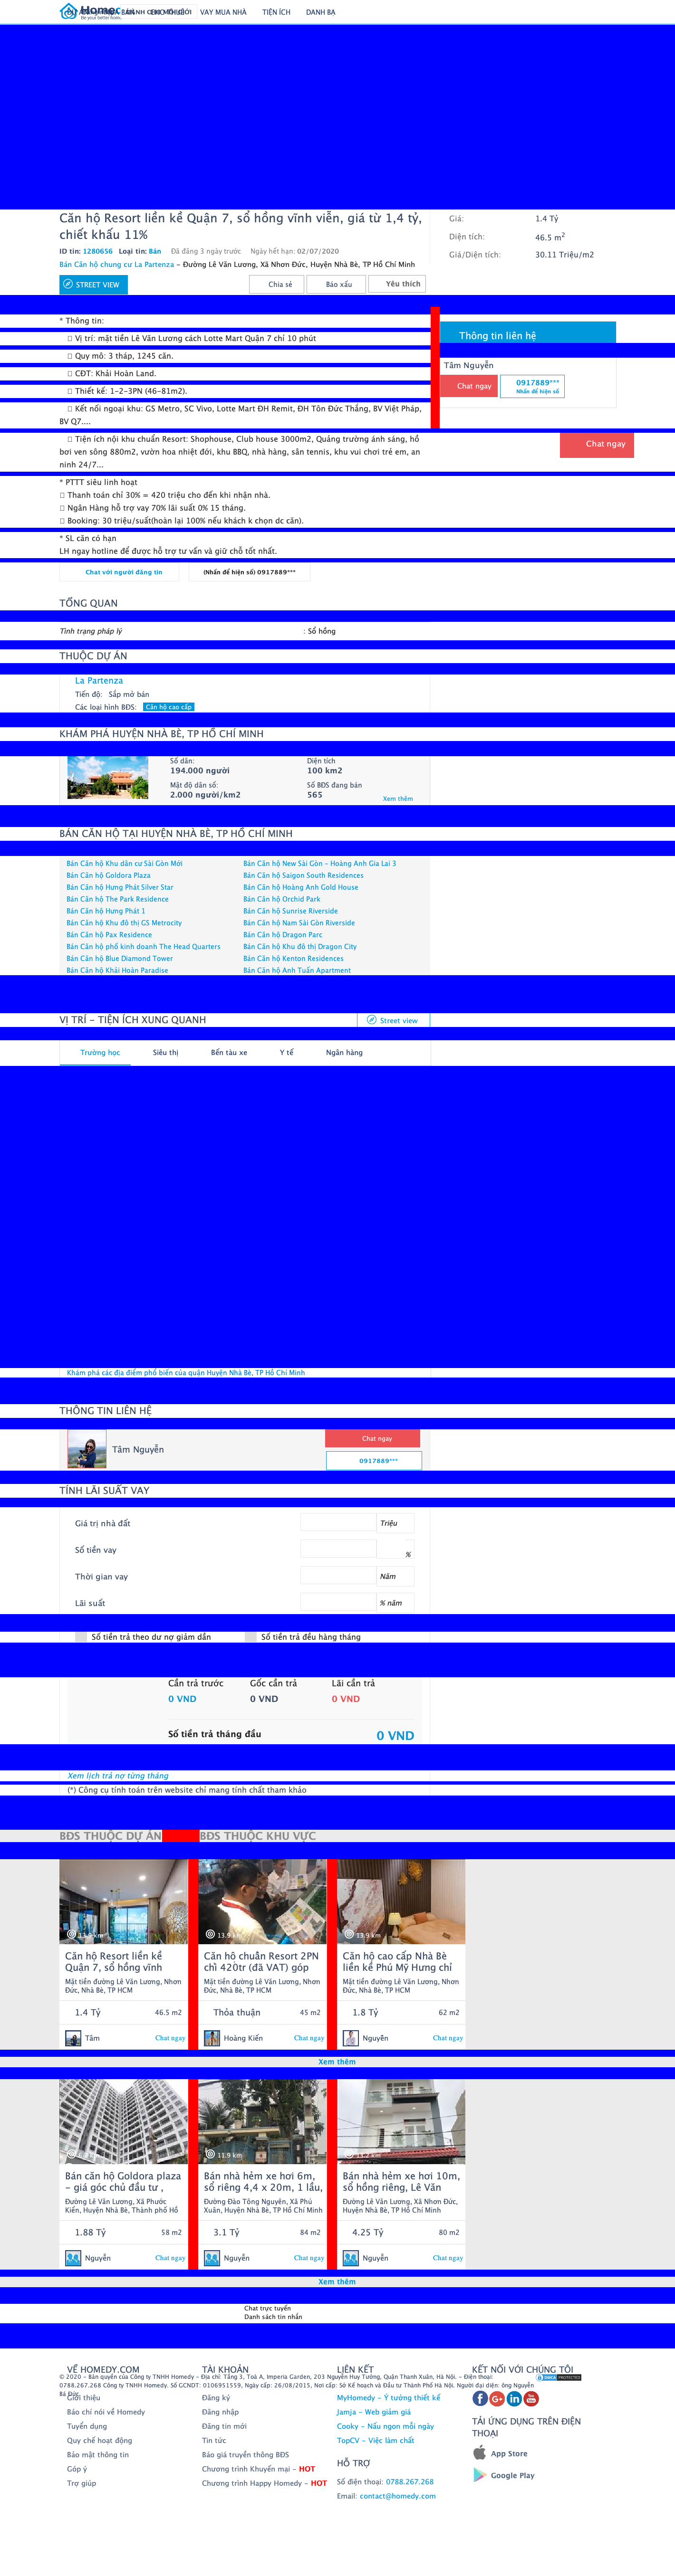 VAY MUA NHÀ
TIỆN ÍCH
DANH BẠ
Căn hộ Resort liền kề Quận 7, sổ hồng vĩnh viễn, giá từ 1,4 tỷ,
chiết khấu 11%
ID tin: 1280656 Loại tin: Bán Đã đăng 3 ngày trước Ngày hết hạn: 02/07/2020
Bán Căn hộ chung cư La Partenza - Đường Lê Văn Lương, Xã Nhơn Đức, Huyện Nhà Bè, TP Hồ Chí Minh
STREET VIEW
Chia sẻ
Báo xấu
Yêu thích
Giá: 1.4 Tỷ
Diện tích: 46.5 m2
Giá/Diện tích: 30.11 Triệu/m2
Thông tin liên hệ
Tâm Nguyễn
Chat ngay
0917889***
Nhấn để hiện số
Chat ngay
* Thông tin:
Vị trí: mặt tiền Lê Văn Lương cách Lotte Mart Quận 7 chỉ 10 phút
Quy mô: 3 tháp, 1245 căn.
CĐT: Khải Hoàn Land.
Thiết kế: 1-2-3PN (46-81m2).
Kết nối ngoại khu: GS Metro, SC Vivo, Lotte Mart ĐH Remit, ĐH Tôn Đức Thắng, BV Việt Pháp,
BV Q7....
Tiện ích nội khu chuẩn Resort: Shophouse, Club house 3000m2, Quảng trường ánh sáng, hồ
bơi ven sông 880m2, vườn hoa nhiệt đới, khu BBQ, nhà hàng, sân tennis, khu vui chơi trẻ em, an
ninh 24/7...
* PTTT siêu linh hoạt
Thanh toán chỉ 30% = 420 triệu cho đến khi nhận nhà.
Ngân Hàng hỗ trợ vay 70% lãi suất 0% 15 tháng.
Booking: 30 triệu/suất(hoàn lại 100% nếu khách k chọn dc căn).
* SL căn có hạn
LH ngay hotline để được hỗ trợ tư vấn và giữ chỗ tốt nhất.
Chat với người đăng tin
(Nhấn để hiện số) 0917889***
TỔNG QUAN
Tình trạng pháp lý : Sổ hồng
THUỘC DỰ ÁN
La Partenza
Tiến độ: Sắp mở bán
Các loại hình BĐS: Căn hộ cao cấp
KHÁM PHÁ HUYỆN NHÀ BÈ, TP HỒ CHÍ MINH
Số dân: Diện tích
194.000 người 100 km2
Mật độ dân số: Số BĐS đang bán
2.000 người/km2 565
Xem thêm
BÁN CĂN HỘ TẠI HUYỆN NHÀ BÈ, TP HỒ CHÍ MINH
Bán Căn hộ Khu dân cư Sài Gòn Mới Bán Căn hộ New Sài Gòn - Hoàng Anh Gia Lai 3
Bán Căn hộ Goldora Plaza Bán Căn hộ Saigon South Residences
Bán Căn hộ Hưng Phát Silver Star Bán Căn hộ Hoàng Anh Gold House
Bán Căn hộ The Park Residence Bán Căn hộ Orchid Park
Bán Căn hộ Hưng Phát 1 Bán Căn hộ Sunrise Riverside
Bán Căn hộ Khu đô thị GS Metrocity Bán Căn hộ Nam Sài Gòn Riverside
Bán Căn hộ Pax Residence Bán Căn hộ Dragon Parc
Bán Căn hộ phố kinh doanh The Head Quarters Bán Căn hộ Khu đô thị Dragon City
Bán Căn hộ Blue Diamond Tower Bán Căn hộ Kenton Residences
Bán Căn hộ Khải Hoàn Paradise Bán Căn hộ Anh Tuấn Apartment
VỊ TRÍ - TIỆN ÍCH XUNG QUANH
Street view
Trường học Siêu thị Bến tàu xe Y tế Ngân hàng
Khám phá các địa điểm phổ biến của quận Huyện Nhà Bè, TP Hồ Chí Minh
THÔNG TIN LIÊN HỆ
Tâm Nguyễn
Chat ngay
0917889***
TÍNH LÃI SUẤT VAY
Giá trị nhà đất Triệu
Số tiền vay %
Thời gian vay Năm
Lãi suất % năm
Số tiền trả theo dư nợ giảm dần Số tiền trả đều hàng tháng
Cần trả trước Gốc cần trả Lãi cần trả
0 VND 0 VND 0 VND
Số tiền trả tháng đầu 0 VND
Xem lịch trả nợ từng tháng
(*) Công cụ tính toán trên website chỉ mang tính chất tham khảo
BĐS THUỘC DỰ ÁN BĐS THUỘC KHU VỰC
13.9 km
13.9 km
Căn hộ Resort liền kề
Quận 7, sổ hồng vĩnh
Mặt tiền đường Lê Văn Lương, Nhơn
Đức, Nhà Bè, TP HCM
1.4 Tỷ 46.5 m2
Tâm Chat ngay
Căn hộ chuẩn Resort 2PN
chỉ 420tr (đã VAT) góp
Mặt tiền đường Lê Văn Lương, Nhơn
Đức, Nhà Bè, TP HCM
Thỏa thuận 45 m2
Hoàng Kiến Chat ngay
Căn hộ cao cấp Nhà Bè
liền kề Phú Mỹ Hưng chỉ
Mặt tiền đường Lê Văn Lương, Nhơn
Đức, Nhà Bè, TP HCM
1.8 Tỷ 62 m2
Nguyễn Chat ngay
Xem thêm
11.9 km
Bán căn hộ Goldora plaza
- giá góc chủ đầu tư ,
Đường Lê Văn Lương, Xã Phước
Kiển, Huyện Nhà Bè, Thành phố Hồ
1.88 Tỷ 58 m2
Nguyễn Chat ngay
Bán nhà hẻm xe hơi 6m,
sổ riêng 4,4 x 20m, 1 lầu,
Đường Đào Tông Nguyên, Xã Phú
Xuân, Huyện Nhà Bè, TP Hồ Chí Minh
3.1 Tỷ 84 m2
Nguyễn Chat ngay
Bán nhà hẻm xe hơi 10m,
sổ hồng riêng, Lê Văn
Đường Lê Văn Lương, Xã Nhơn Đức,
Huyện Nhà Bè, TP Hồ Chí Minh
4.25 Tỷ 80 m2
Nguyễn Chat ngay
Xem thêm
Chat trực tuyến
Danh sách tin nhắn
VỀ HOMEDY.COM TÀI KHOẢN LIÊN KẾT KẾT NỐI VỚI CHÚNG TÔI
© 2020 - Bản quyền của Công ty TNHH Homedy - Địa chỉ: Tầng 3, Toà A, Imperia Garden, 203 Nguyễn Huy Tưởng, Quận Thanh Xuân, Hà Nội. - Điện thoại:
0788.267.268 Công ty TNHH Homedy. Số GCNDT: 0106951559, Ngày cấp: 26/08/2015, Nơi cấp: Sở Kế hoạch và Đầu tư Thành Phố Hà Nội. Người đại diện: ông Nguyễn
Bá Đức
Giới thiệu
Báo chí nói về Homedy
Tuyển dụng
Quy chế hoạt động
Bảo mật thông tin
Góp ý
Trợ giúp
Đăng ký
Đăng nhập
Đăng tin mới
Tin tức
Báo giá truyền thông BĐS
Chương trình Khuyến mại - HOT
Chương trình Happy Homedy - HOT
MyHomedy - Ý tưởng thiết kế
Jamja - Web giảm giá
Cooky - Nấu ngon mỗi ngày
TopCV - Việc làm chất
HỖ TRỢ
Số điện thoại: 0788.267.268
Email: contact@homedy.com
TẢI ỨNG DỤNG TRÊN ĐIỆN
THOẠI
App Store
Google Play